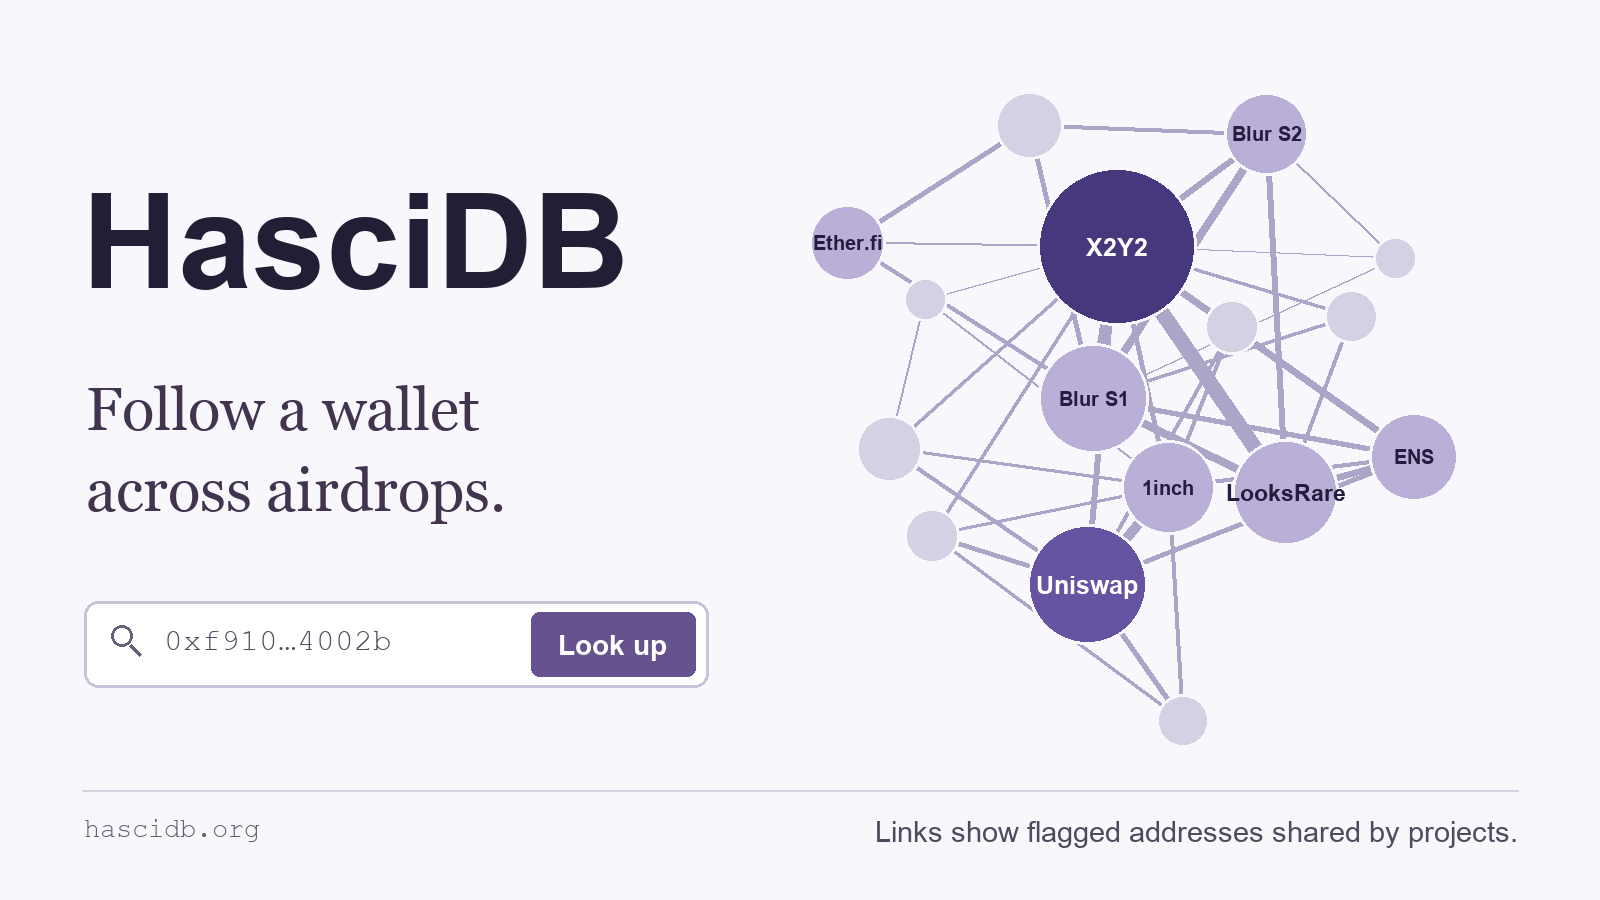 HasciDB
Follow a wallet
across airdrops.
0xf910…4002b
Look up
Blur S2
X2Y2
Ether.fi
Blur S1
ENS
1inch
LooksRare
Uniswap
hascidb.org
Links show flagged addresses shared by projects.